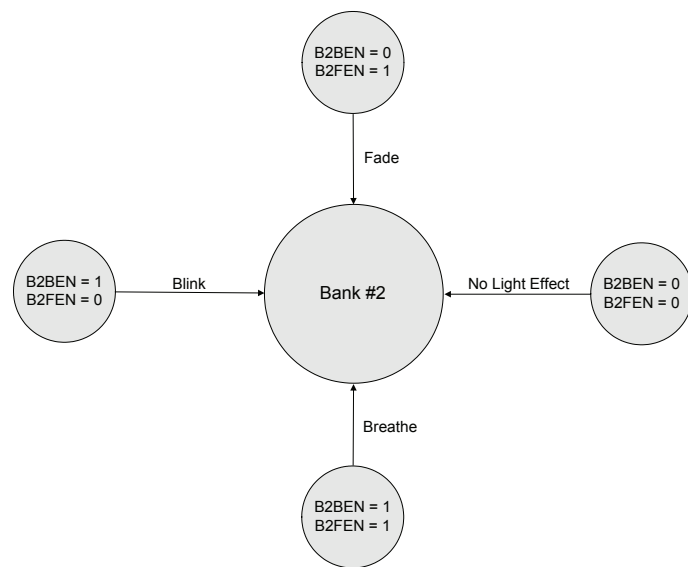 B2BEN = 0
B2FEN = 1
Fade
B2BEN = 1
B2FEN = 0
Blink
Bank #2
No Light Effect
B2BEN = 0
B2FEN = 0
Breathe
B2BEN = 1
B2FEN = 1